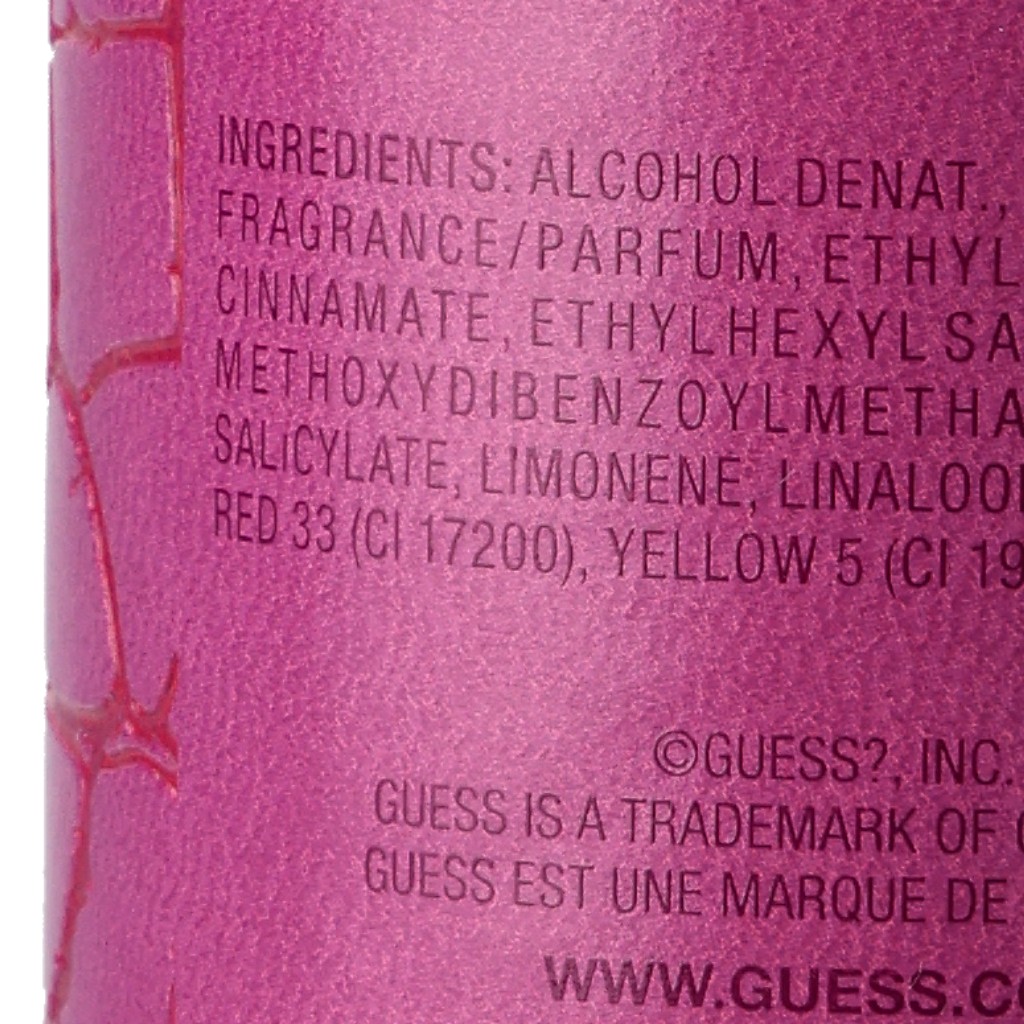 INGREDIENTS: ALCOHOL DENAT.,
FRAGRANCE/PARFUM, ETHYL
CINNAMATE, ETHYLHEXYL SA
METHOXYDIBENZOYLMETHA
SALICYLATE, LIMONENE, LINALOO
RED 33 (CI 17200), YELLOW 5 (CI 19
©GUESS?, INC.
GUESS IS A TRADEMARK OF
GUESS EST UNE MARQUE DE
WWW.GUESS.CO